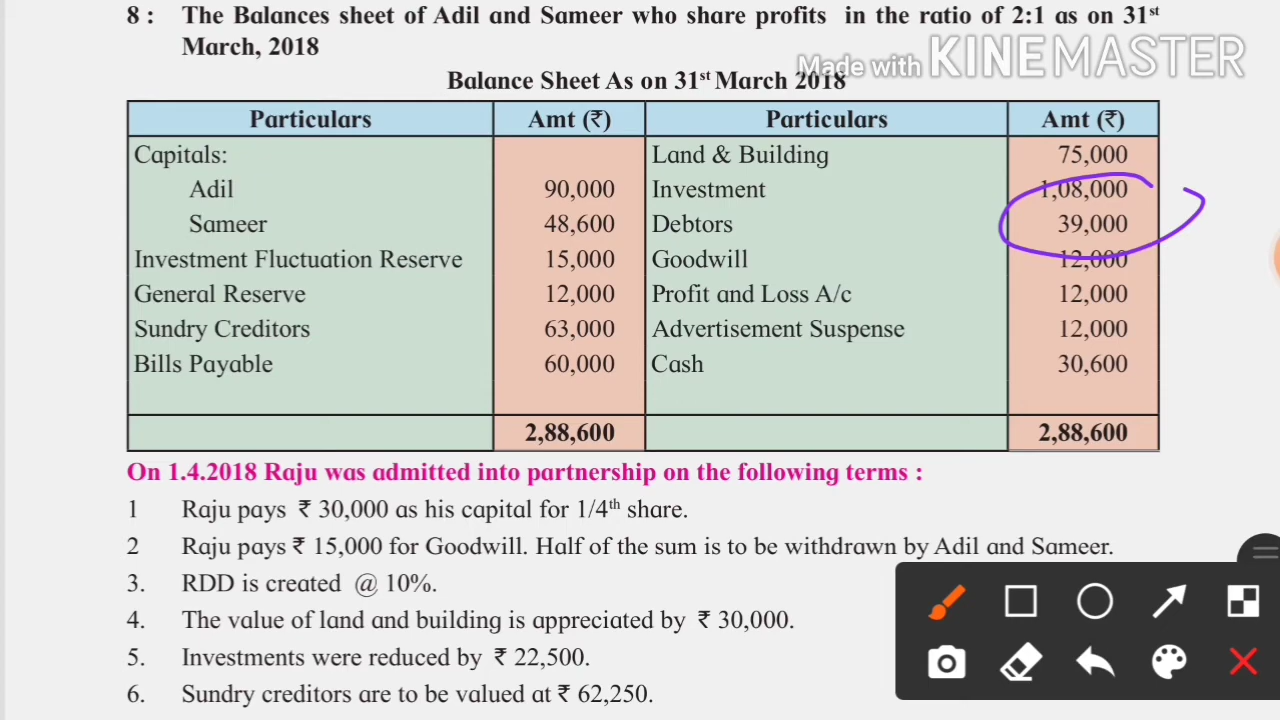 8 : The Balances sheet of Adil and Sameer who share profits in the ratio of 2:1 as on 31st
March, 2018
Made with KINEMASTER
Balance Sheet As on 31st March 2018
Particulars Amt (₹) Particulars Amt (₹)
Capitals: Land & Building 75,000
Adil 90,000 Investment 1,08,000
Sameer 48,600 Debtors 39,000
Investment Fluctuation Reserve 15,000 Goodwill 12,000
General Reserve 12,000 Profit and Loss A/c 12,000
Sundry Creditors 63,000 Advertisement Suspense 12,000
Bills Payable 60,000 Cash 30,600
2,88,600 2,88,600
On 1.4.2018 Raju was admitted into partnership on the following terms :
1 Raju pays ₹ 30,000 as his capital for 1/4th share.
2 Raju pays ₹ 15,000 for Goodwill. Half of the sum is to be withdrawn by Adil and Sameer.
3. RDD is created @ 10%.
4. The value of land and building is appreciated by ₹ 30,000.
5. Investments were reduced by ₹ 22,500.
6. Sundry creditors are to be valued at ₹ 62,250.